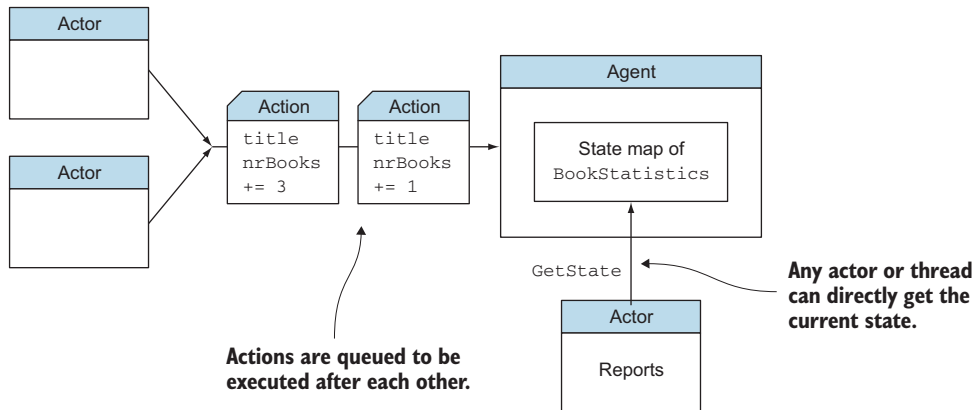 Actor
Actor
Action
title
nrBooks
+= 3
Action
title
nrBooks
+= 1
Agent
State map of
BookStatistics
GetState
Any actor or thread
can directly get the
current state.
Actor
Reports
Actions are queued to be
executed after each other.